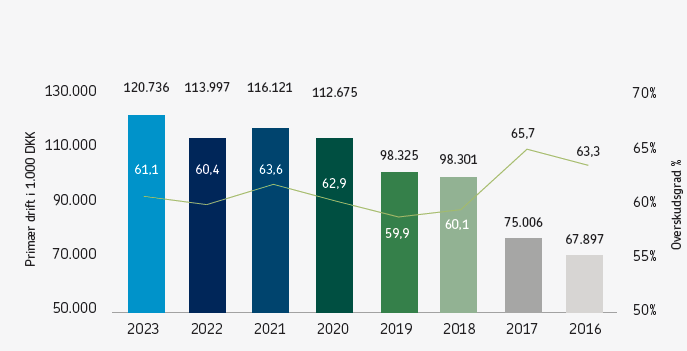 130.000
110.000
90.000
70.000
50.000
Primær drift i 1.000 DKK
120.736 113.997 116.121 112.675 98.325 98.301 75.006 67.897
61,1 60,4 63,6 62,9 59,9 60,1 65,7 63,3
70%
65%
60%
55%
50%
Overskudsgrad %
2023 2022 2021 2020 2019 2018 2017 2016